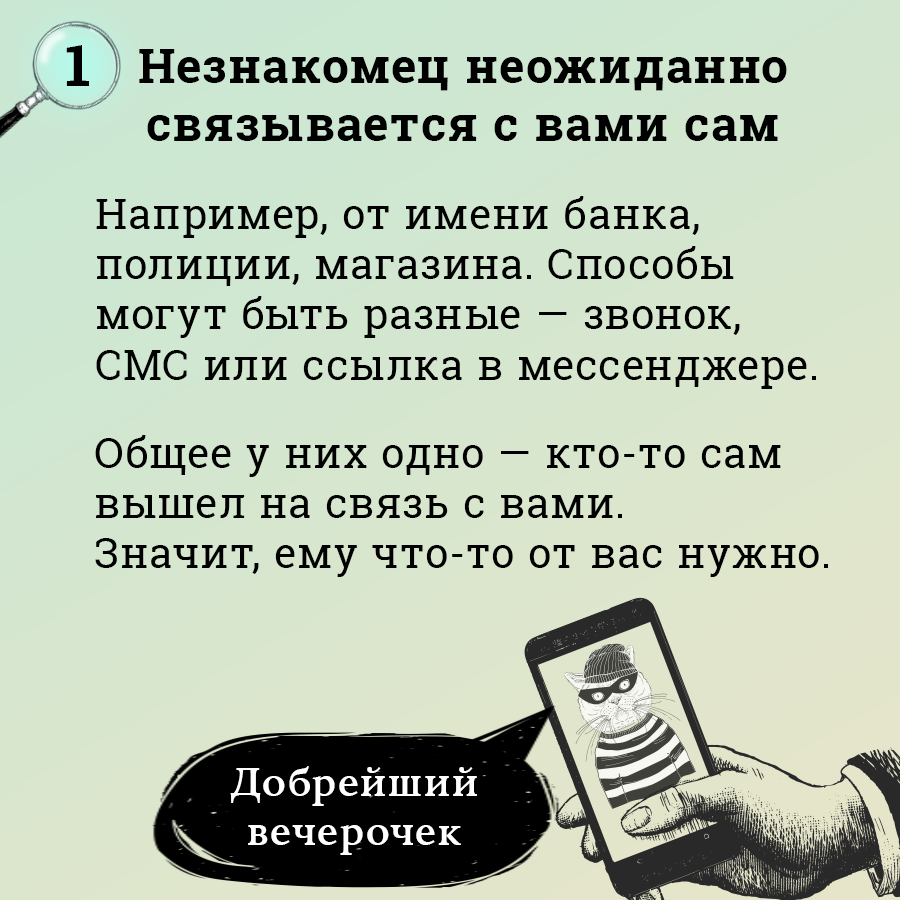 1
Незнакомец неожиданно
связывается с вами сам
Например, от имени банка,
полиции, магазина. Способы
могут быть разные — звонок,
СМС или ссылка в мессенджере.
Общее у них одно — кто-то сам
вышел на связь с вами.
Значит, ему что-то от вас нужно.
Добрейший
вечерочек